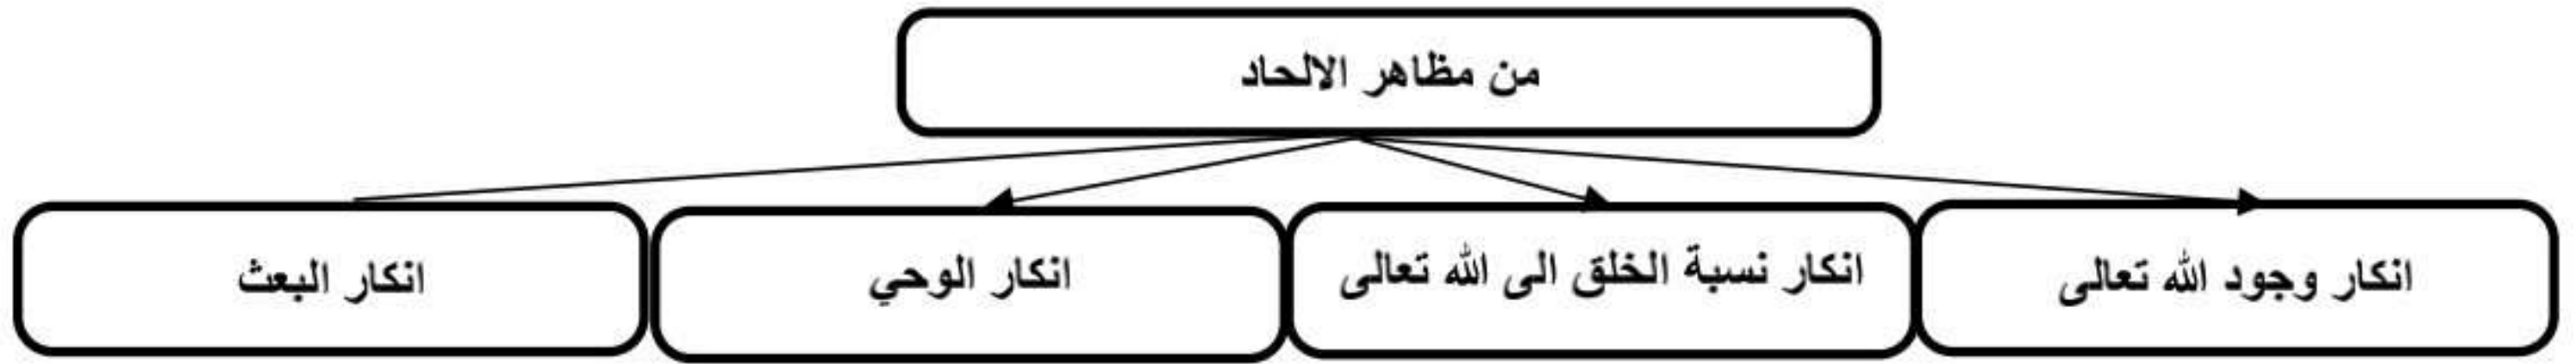 من مظاهر الالحاد
انكار وجود الله تعالى
انكار نسبة الخلق الى الله تعالى
انكار الوحي
انكار البعث